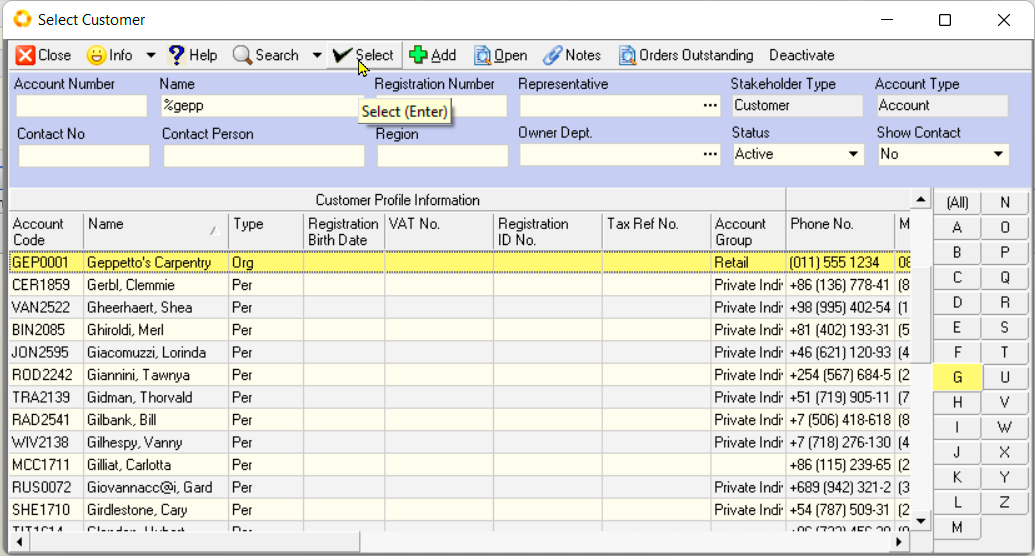 Select Customer
Close Info Help Search Select Add Open Notes Orders Outstanding Deactivate
Account Number Name Registration Number Representative Stakeholder Type Account Type
%gepp ... Customer Account
Select (Enter)
Contact No Contact Person Region Owner Dept. Status Show Contact
... Active No
Customer Profile Information
Account Code Name Type Registration Birth Date VAT No. Registration ID No. Tax Ref No. Account Group Phone No. M
GEP0001 Geppetto's Carpentry Org Retail (011) 555 1234 08
CER1859 Gerbl, Clemmie Per Private Indi +86 (136) 778-41 (8
VAN2522 Gheerhaert, Shea Per Private Indi +98 (995) 402-54 (1
BIN2085 Ghiroldi, Merl Per Private Indi +81 (402) 193-31 (5
JON2595 Giacomuzzi, Lorinda Per Private Indi +46 (621) 120-93 (4
ROD2242 Giannini, Tawnya Per Private Indi +254 (567) 684-5 (2
TRA2139 Gidman, Thorvald Per Private Indi +51 (719) 905-11 (7
RAD2541 Gilbank, Bill Per Private Indi +7 (506) 418-618 (8
WIV2138 Gilhespy, Vanny Per Private Indi +7 (718) 276-130 (4
MCC1711 Gilliat, Carlotta Per +86 (115) 239-65 (2
RUS0072 Giovannacc@i, Gard Per Private Indi +689 (942) 321-2 (3
SHE1710 Girdlestone, Cary Per Private Indi +54 (787) 509-31 (2
(All) N
A O
B P
C Q
D R
E S
F T
G U
H V
I W
J X
K Y
L Z
M